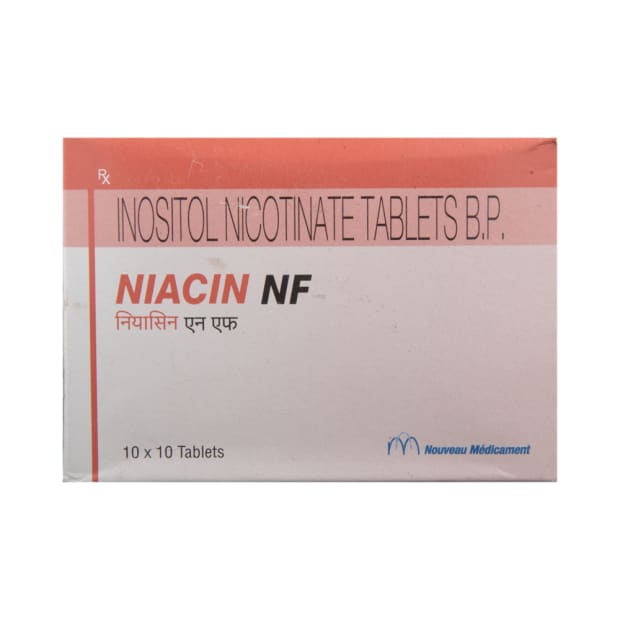 Rx
INOSITOL NICOTINATE TABLETS B.P.
NIACIN NF
नियासिन एन एफ
10 x 10 Tablets
Nouveau Médicament